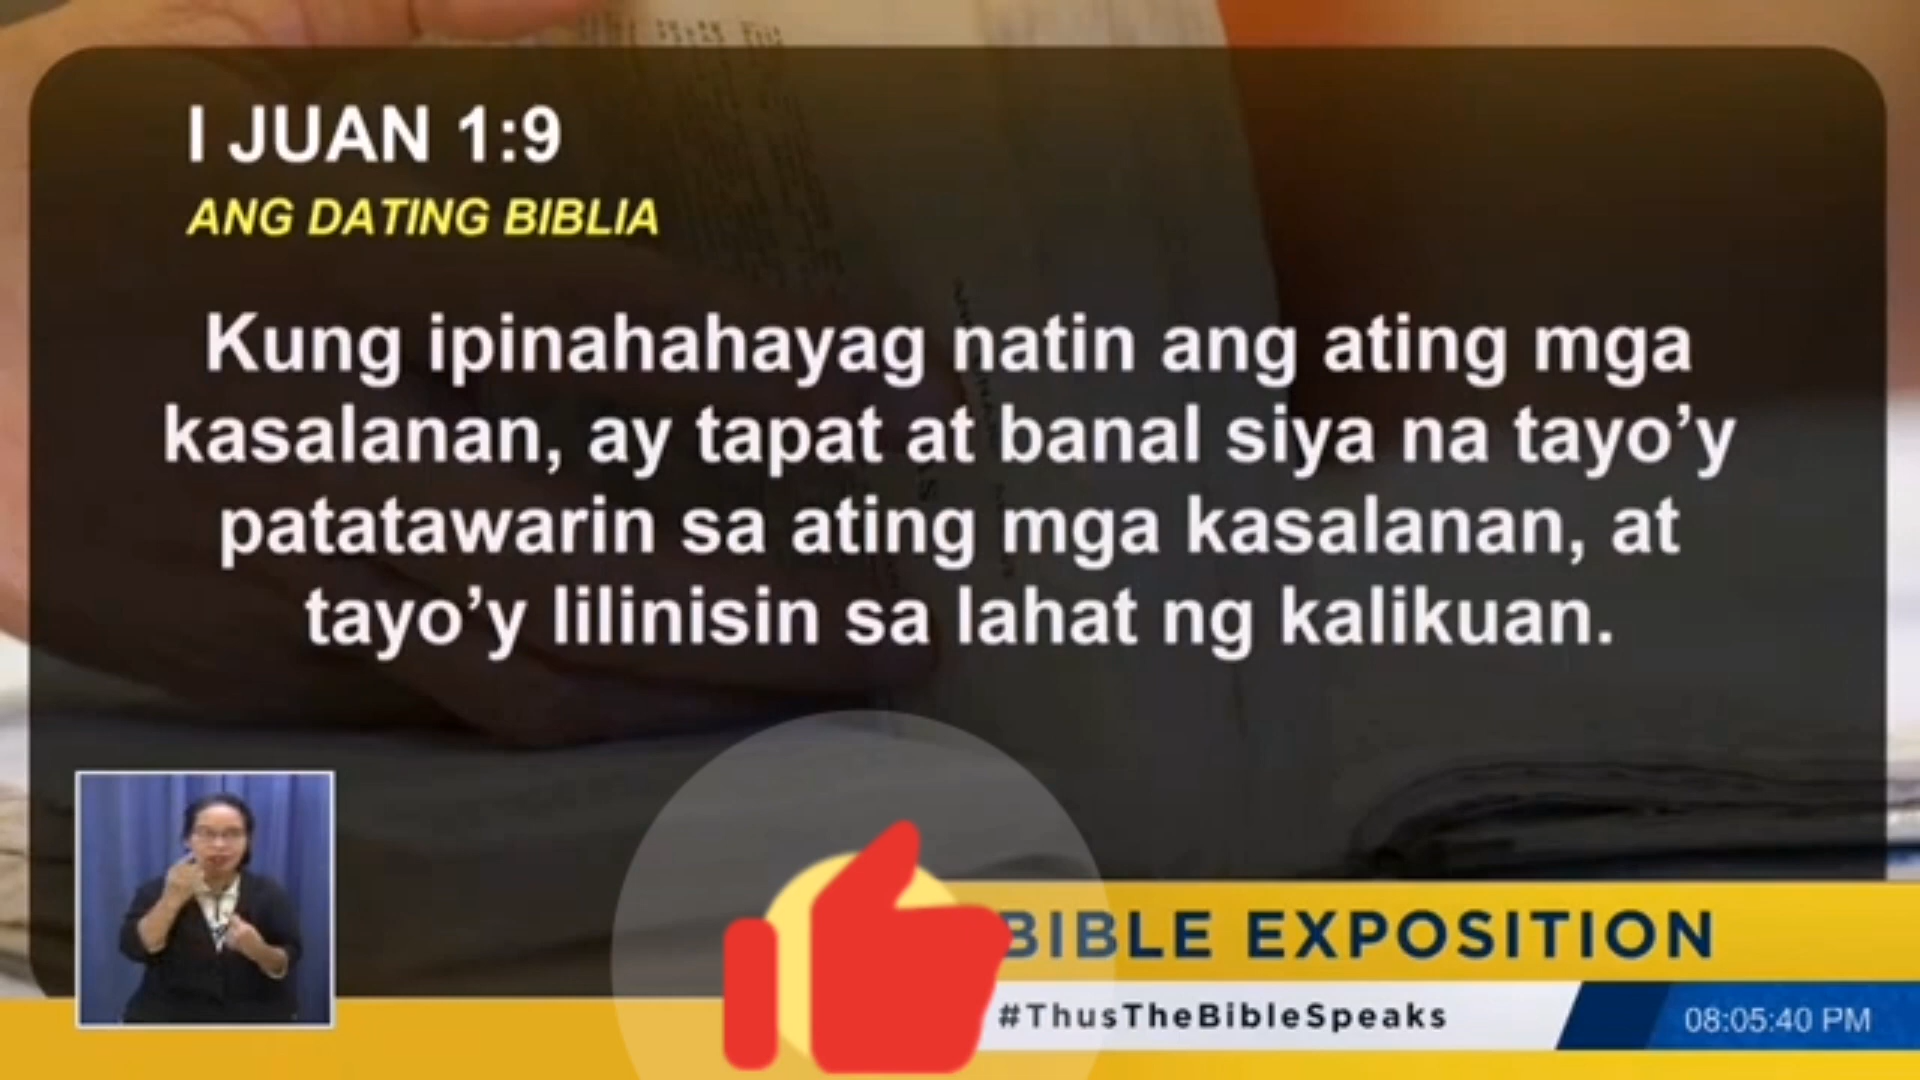 I JUAN 1:9
ANG DATING BIBLIA
Kung ipinahahayag natin ang ating mga
kasalanan, ay tapat at banal siya na tayo’y
patatawarin sa ating mga kasalanan, at
tayo’y lilinisin sa lahat ng kalikuan.
BIBLE EXPOSITION
#ThusTheBibleSpeaks
08:05:40 PM